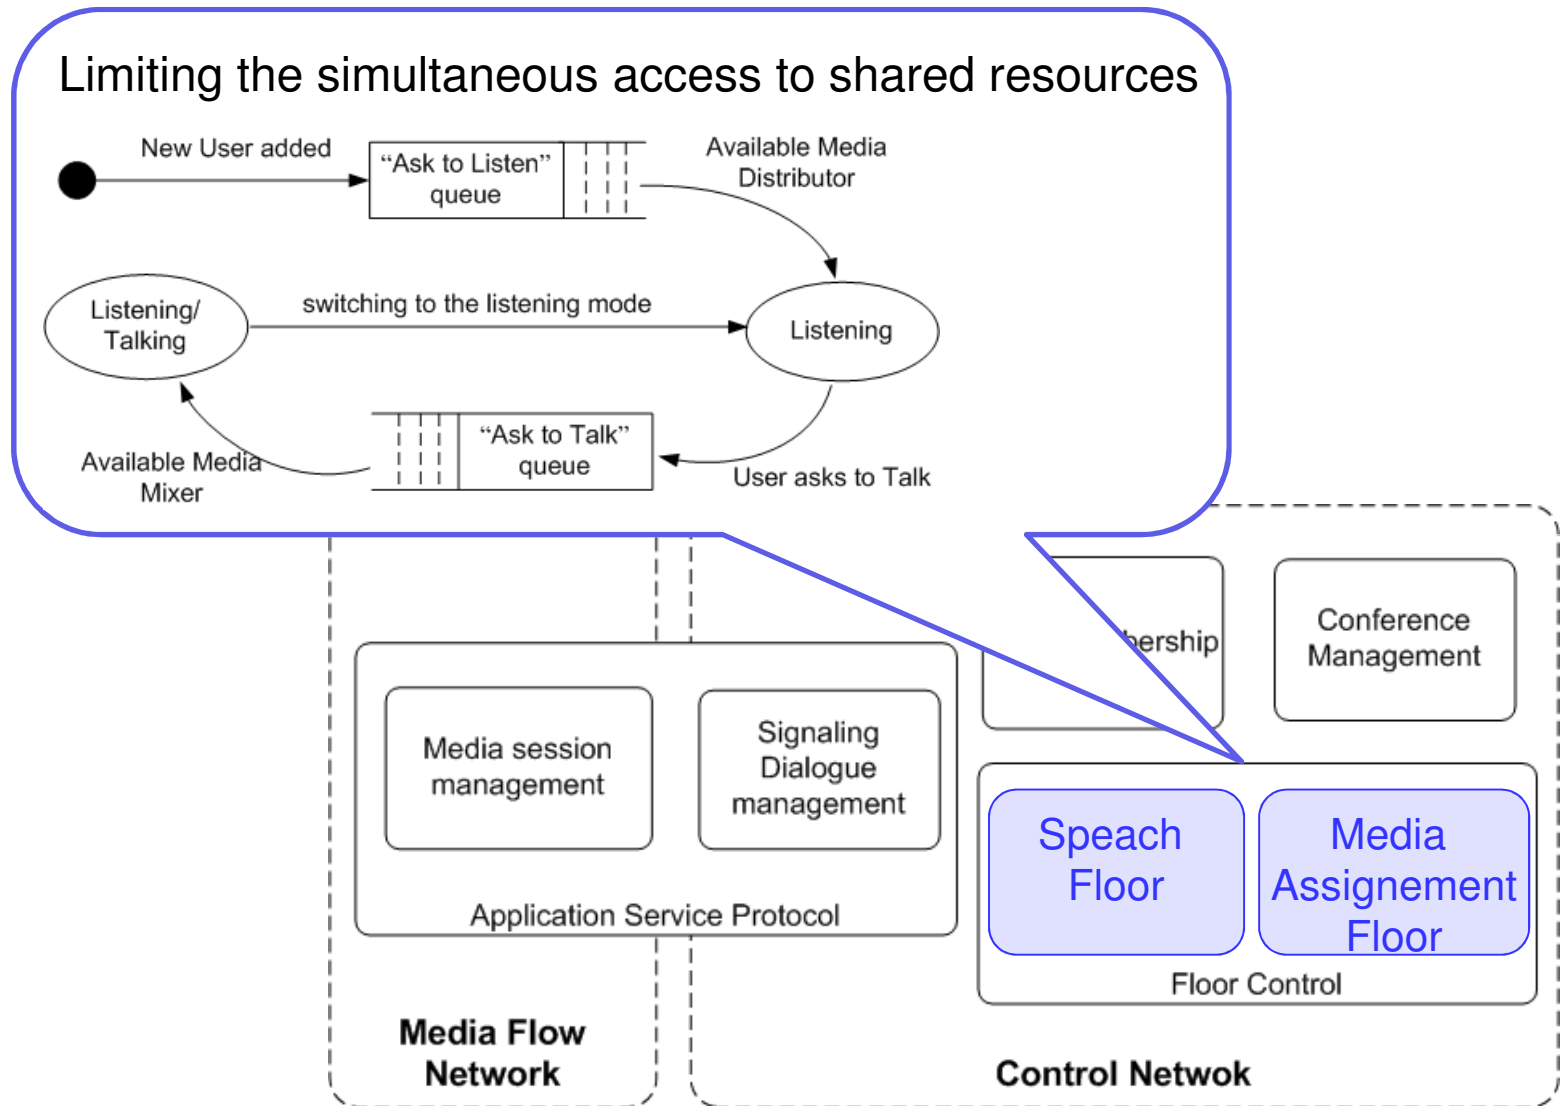 Limiting the simultaneous access to shared resources
New User added
“Ask to Listen”
queue
Available Media
Distributor
Listening/
Talking
switching to the listening mode
Listening
“Ask to Talk”
queue
Available Media
Mixer
User asks to Talk
bership
Conference
Management
Media session
management
Signaling
Dialogue
management
Application Service Protocol
Speach
Floor
Media
Assignement
Floor
Floor Control
Media Flow
Network
Control Netwok